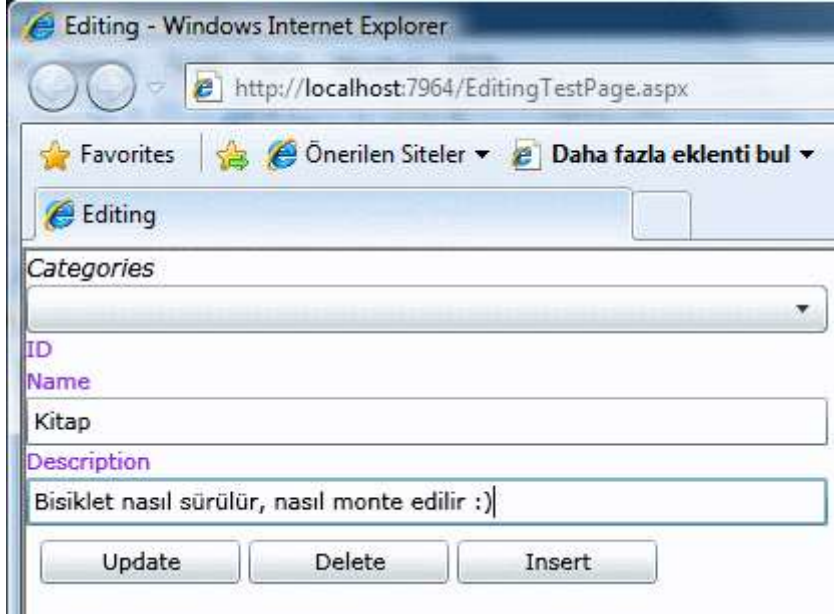 Editing - Windows Internet Explorer
http://localhost:7964/EditingTestPage.aspx
Favorites Önerilen Siteler Daha fazla eklenti bul
Editing
Categories
ID
Name
Kitap
Description
Bisiklet nasıl sürülür, nasıl monte edilir :)
Update Delete Insert